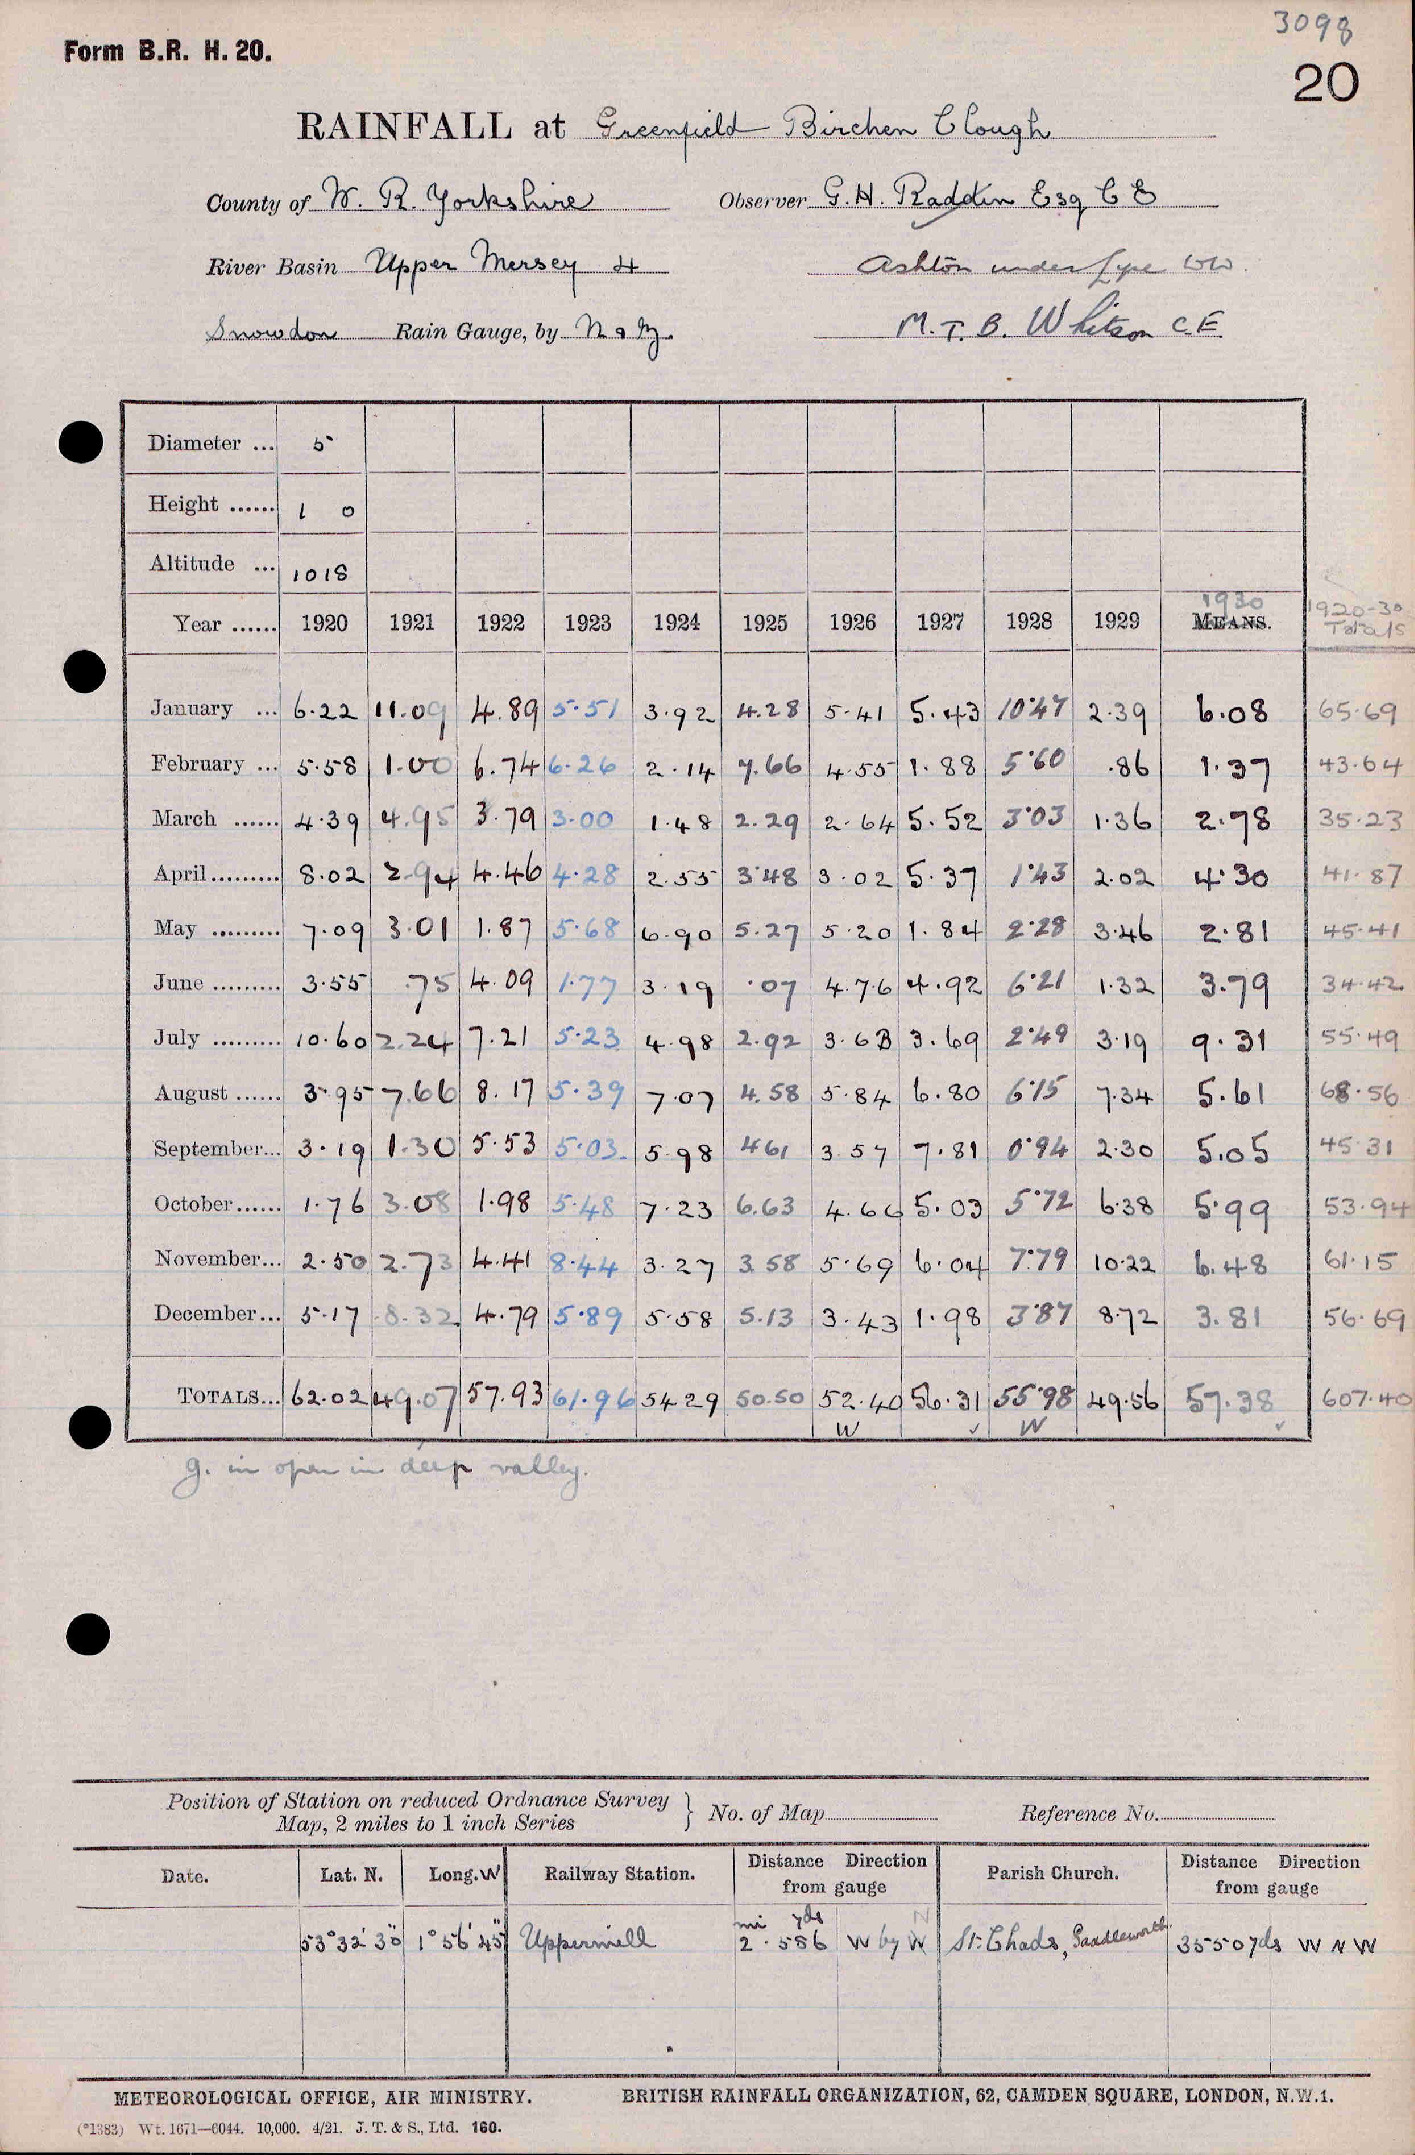 3098
Form B.R. H. 20.
20
RAINFALL at Greenfield Birchen Clough
County of W. R. Yorkshire Observer G. H. Raddin Esq C E
River Basin Upper Mersey 4 Ashton under Lyne WW
Snowdon Rain Gauge, by N & Z. M. T. B. Whitson C.E
Diameter ... 5
Height ...... 1 0
Altitude ... 1018
1930 1920-30
Year ...... 1920 1921 1922 1923 1924 1925 1926 1927 1928 1929 MEANS. Totals
January ... 6.22 11.09 4.89 5.51 3.92 4.28 5.41 5.43 10.47 2.39 6.08 65.69
February ... 5.58 1.00 6.74 6.26 2.14 7.66 4.55 1.88 5.60 .86 1.37 43.64
March ...... 4.39 4.95 3.79 3.00 1.48 2.29 2.64 5.52 3.03 1.36 2.78 35.23
April ......... 8.02 2.94 4.46 4.28 2.55 3.48 3.02 5.37 1.43 2.02 4.30 41.87
May ......... 7.09 3.01 1.87 5.68 6.90 5.27 5.20 1.84 2.28 3.46 2.81 45.41
June ......... 3.55 .75 4.09 1.77 3.19 .07 4.76 4.92 6.21 1.32 3.79 34.42
July ......... 10.60 2.24 7.21 5.23 4.98 2.92 3.63 3.69 2.49 3.19 9.31 55.49
August ...... 3.95 7.66 8.17 5.39 7.07 4.58 5.84 6.80 6.15 7.34 5.61 68.56
September... 3.19 1.30 5.53 5.03 5.98 4.61 3.57 7.81 0.94 2.30 5.05 45.31
October ...... 1.76 3.08 1.98 5.48 7.23 6.63 4.66 5.03 5.72 6.38 5.99 53.94
November... 2.50 2.73 4.41 8.44 3.27 3.58 5.69 6.04 7.79 10.22 6.48 61.15
December... 5.17 8.32 4.79 5.89 5.58 5.13 3.43 1.98 3.87 8.72 3.81 56.69
TOTALS... 62.02 49.07 57.93 61.96 54.29 50.50 52.40 56.31 55.98 49.56 57.38 607.40
W ✓ W ✓
g. in open in deep valley.
Position of Station on reduced Ordnance Survey
Map, 2 miles to 1 inch Series } No. of Map Reference No.
Date. Lat. N. Long. W Railway Station. Distance Direction from gauge Parish Church. Distance Direction from gauge
mi yds N
53° 32' 30" 1° 56' 45" Uppermill 2 . 586 W by N St. Chads, Saddleworth 3550 yds W N W
METEOROLOGICAL OFFICE, AIR MINISTRY. BRITISH RAINFALL ORGANIZATION, 62, CAMDEN SQUARE, LONDON, N.W.1.
(*1383) Wt. 1671—6044. 10,000. 4/21. J. T. & S., Ltd. 160.